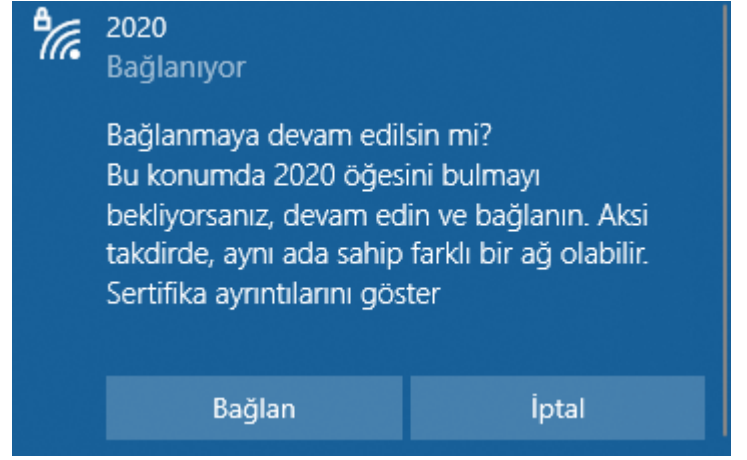 2020
Bağlanıyor
Bağlanmaya devam edilsin mi?
Bu konumda 2020 öğesini bulmayı
bekliyorsanız, devam edin ve bağlanın. Aksi
takdirde, aynı ada sahip farklı bir ağ olabilir.
Sertifika ayrıntılarını göster
Bağlan
İptal